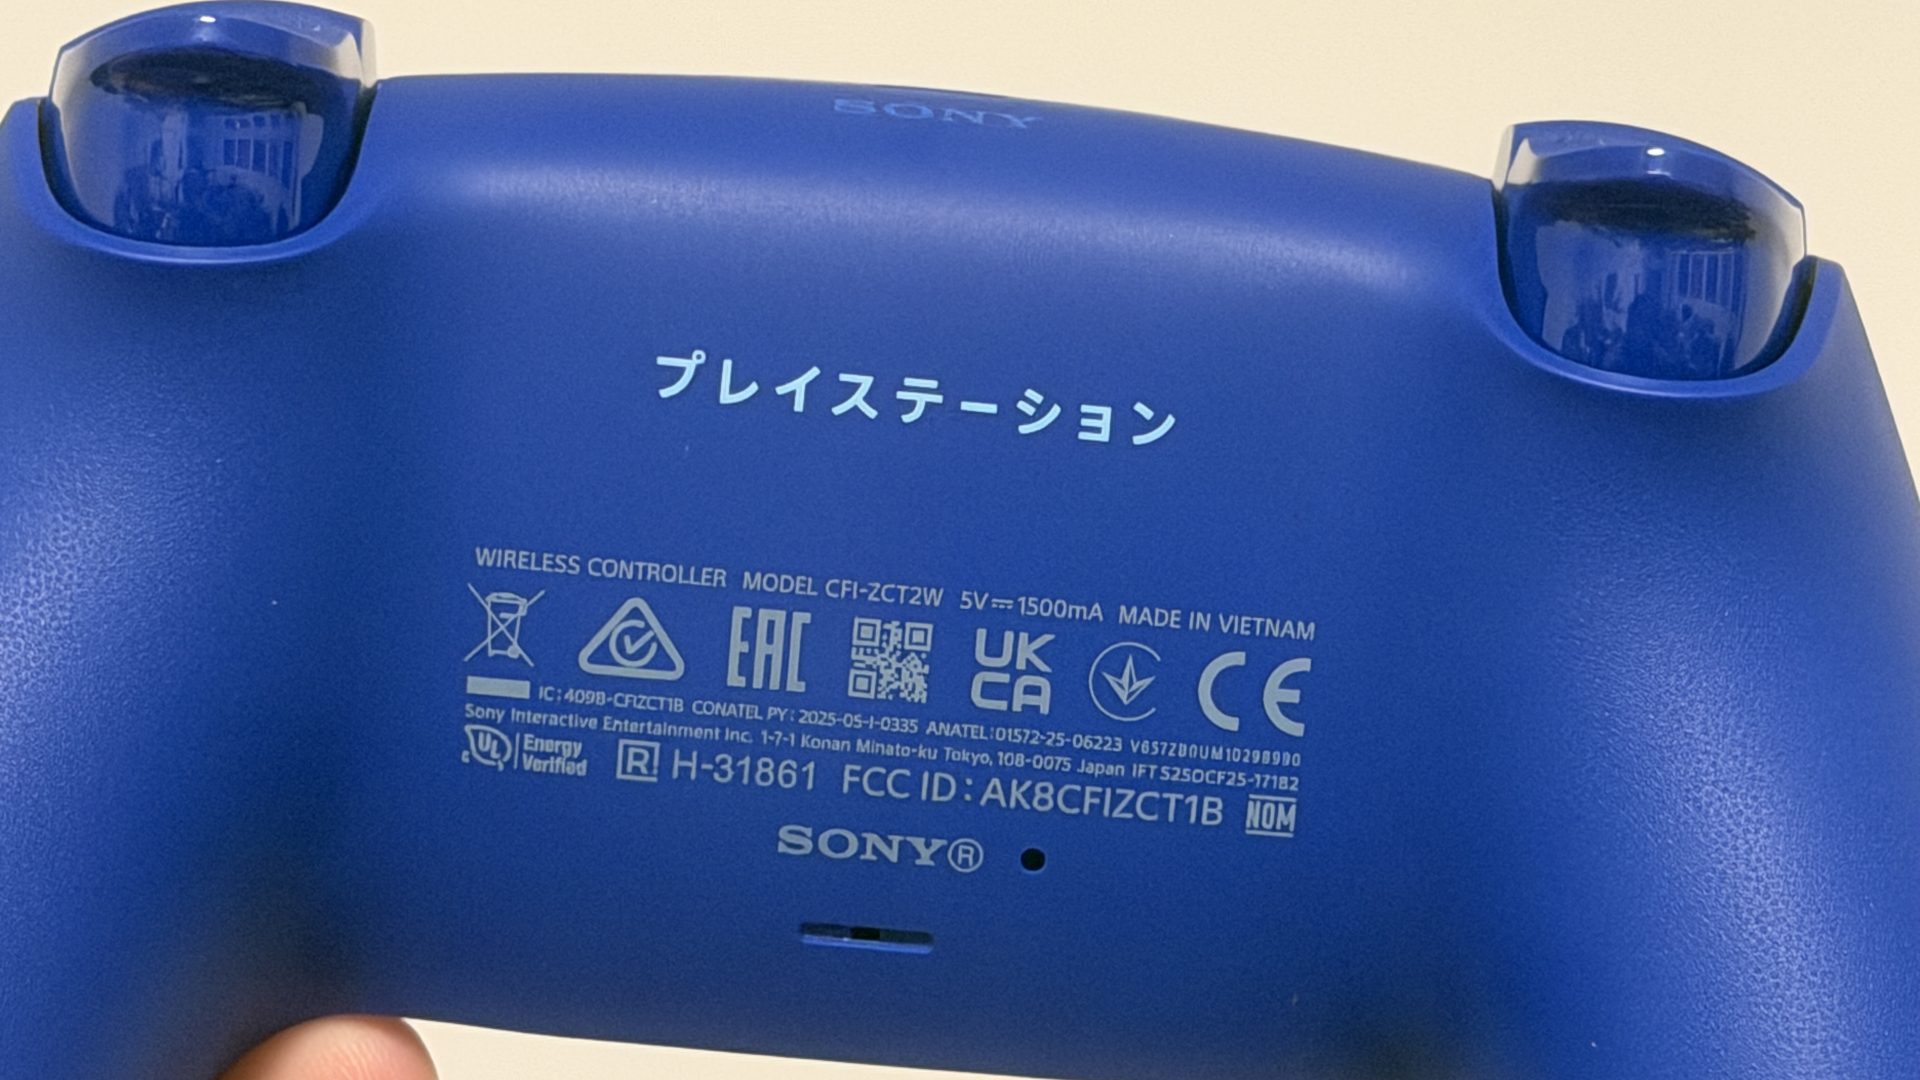 SONY
プレイステーション
WIRELESS CONTROLLER MODEL CFI-ZCT2W 5V⎓1500mA MADE IN VIETNAM
EAC
UK
CA
CE
IC:409B-CFIZCT1B CONATEL PY: 2025-05-I-0335 ANATEL:01572-25-06223
Sony Interactive Entertainment Inc. 1-7-1 Konan Minato-ku Tokyo, 108-0075 Japan IFT
UL Energy
Verified
R H-31861 FCC ID: AK8CFIZCT1B NOM
SONY®